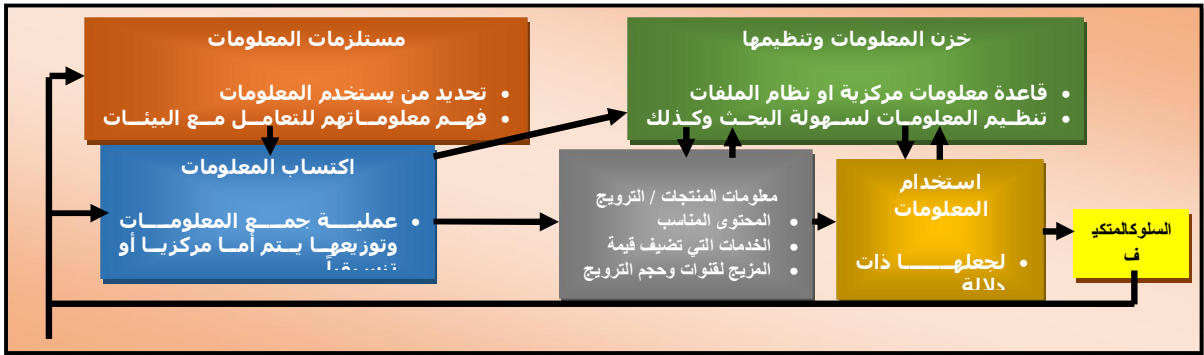 مستلزمات المعلومات
• تحديد من يستخدم المعلومات
• فهم معلوماتهم للتعامل مع البيئات
خزن المعلومات وتنظيمها
• قاعدة معلومات مركزية او نظام الملفات
• تنظيم المعلومات لسهولة البحث وكذلك
اكتساب المعلومات
• عملية جمع المعلومات
وتوزيعها يتم أما مركزيا أو
معلومات المنتجات / الترويج
• المحتوى المناسب
• الخدمات التي تضيف قيمة
• المزيج لقنوات وحجم الترويج
استخدام
المعلومات
• لجعلها ذات
دلالة
السلوكالمتكي
ف